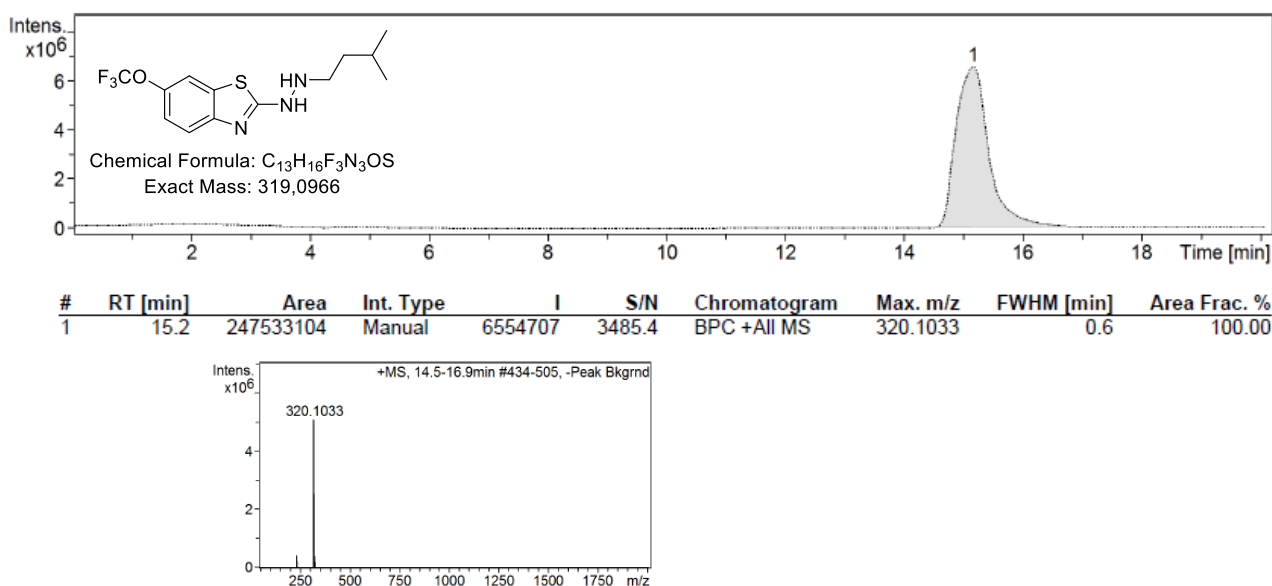 Intens.
x10⁶
6
4
2
0
2 4 6 8 10 12 14 16 18 Time [min]
1
F₃CO
S
N
HN
NH
Chemical Formula: C₁₃H₁₆F₃N₃OS
Exact Mass: 319,0966
# RT [min] Area Int. Type I S/N Chromatogram Max. m/z FWHM [min] Area Frac. %
1 15.2 247533104 Manual 6554707 3485.4 BPC +All MS 320.1033 0.6 100.00
Intens.
x10⁶
+MS, 14.5-16.9min #434-505, -Peak Bkgrnd
320.1033
4
2
0
250 500 750 1000 1250 1500 1750 m/z